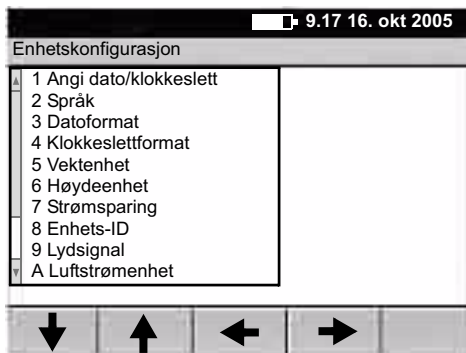 9.17 16. okt 2005
Enhetskonfigurasjon
1 Angi dato/klokkeslett
2 Språk
3 Datoformat
4 Klokkeslettformat
5 Vektenhet
6 Høydeenhet
7 Strømsparing
8 Enhets-ID
9 Lydsignal
A Luftstrømenhet